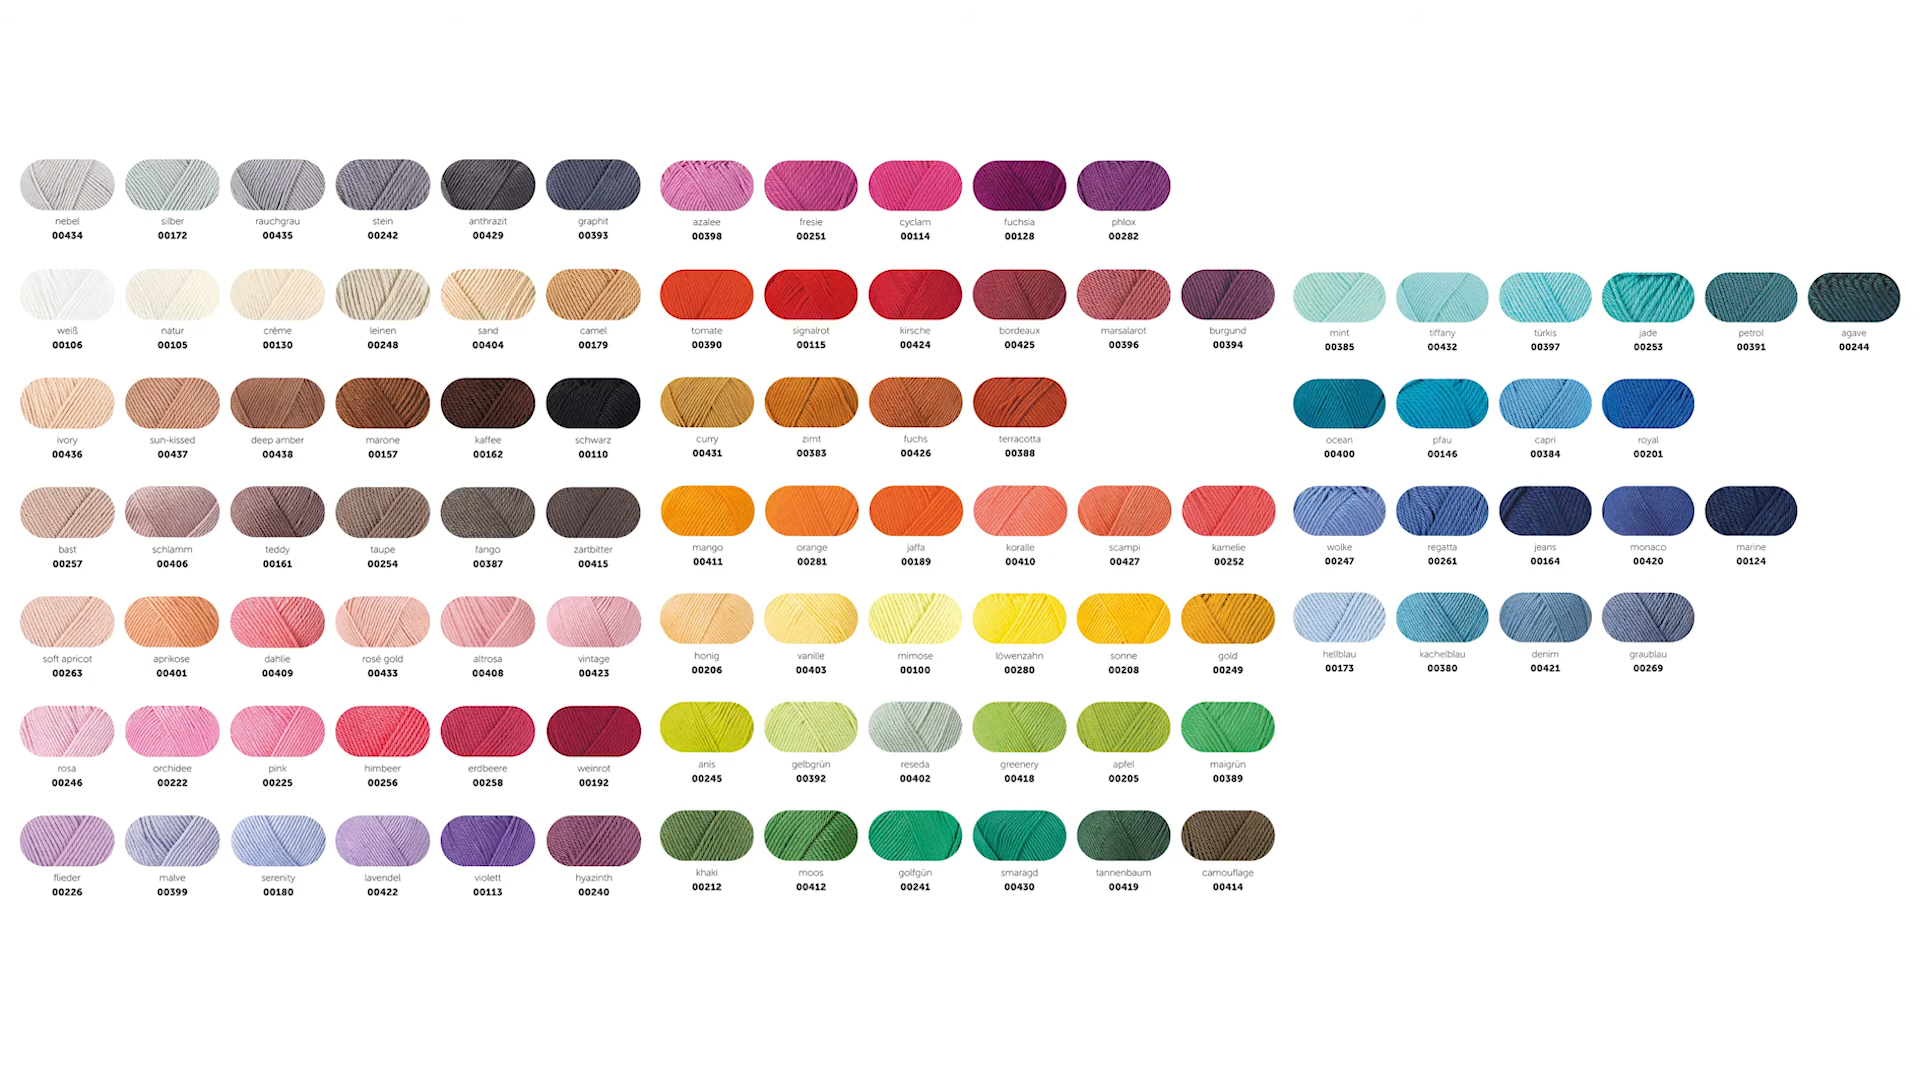 nebel silber rauchgrau stein anthrazit graphit
00434 00172 00435 00242 00429 00393
weiß natur crème leinen sand camel
00106 00105 00130 00248 00404 00179
ivory sun-kissed deep amber marone kaffee schwarz
00436 00437 00438 00157 00162 00110
bast schlamm teddy taupe fango zartbitter
00257 00406 00161 00254 00387 00415
soft apricot aprikose dahlie rosé gold altrosa vintage
00263 00401 00409 00433 00408 00423
rosa orchidee pink himbeer erdbeere weinrot
00246 00222 00225 00256 00258 00192
flieder malve serenity lavendel violett hyazinth
00226 00399 00180 00422 00113 00240
azalee fresie cyclam fuchsia phlox
00398 00251 00114 00128 00282
tomate signalrot kirsche bordeaux marsalarot burgund
00390 00115 00424 00425 00396 00394
curry zimt fuchs terracotta
00431 00383 00426 00388
mango orange jaffa koralle scampi kamelie
00411 00281 00189 00410 00427 00252
honig vanille mimose löwenzahn sonne gold
00206 00403 00100 00280 00208 00249
anis gelbgrün reseda greenery apfel maigrün
00245 00392 00402 00418 00205 00389
khaki moos golfgün smaragd tannenbaum camouflage
00212 00412 00241 00430 00419 00414
mint tiffany türkis jade petrol agave
00385 00432 00397 00253 00391 00244
ocean pfau capri royal
00400 00146 00384 00201
wolke regatta jeans monaco marine
00247 00261 00164 00420 00124
hellblau kachelblau denim graublau
00173 00380 00421 00269